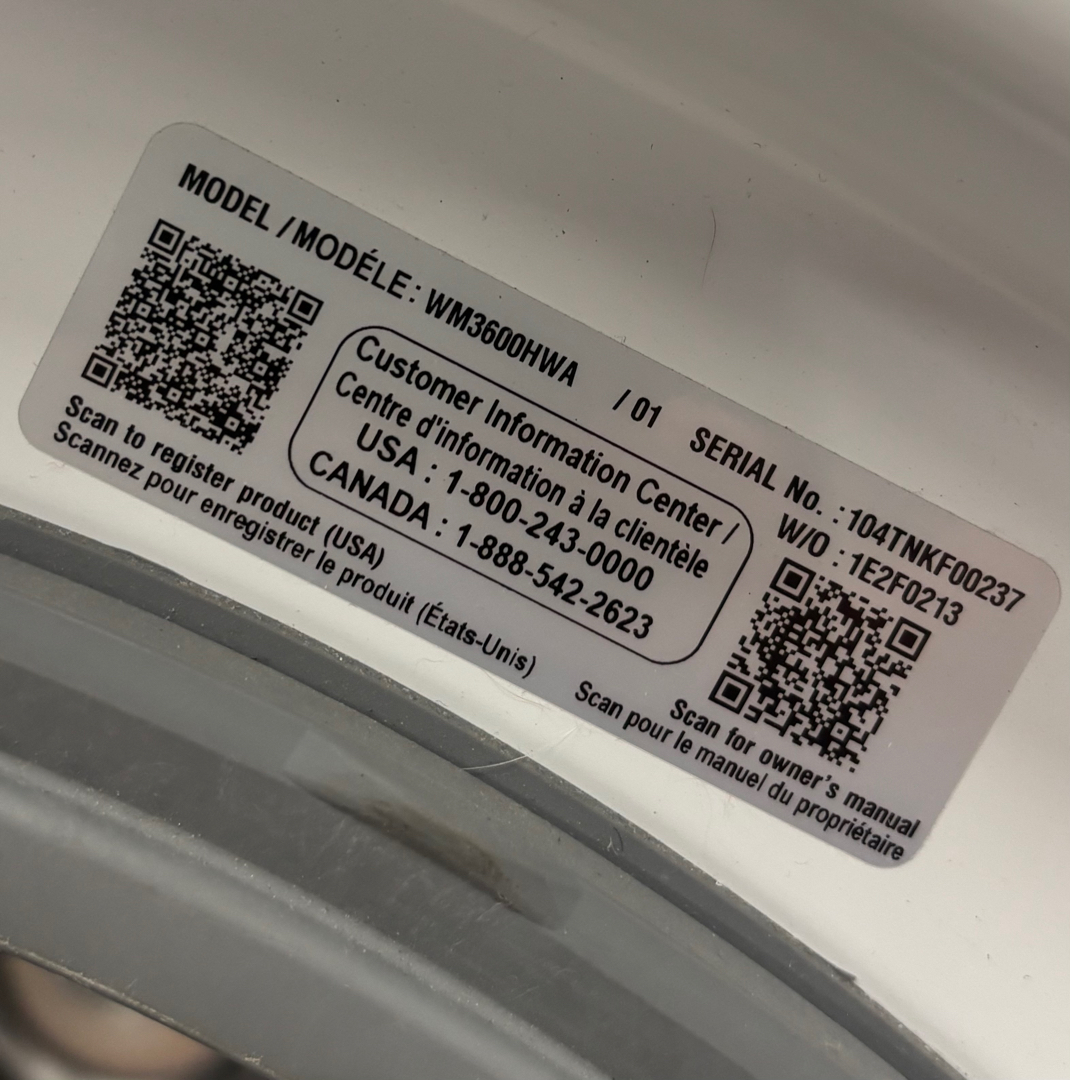 MODEL / MODÉLE : WM3600HWA / 01 SERIAL No. : 104TNKF00237
W/O : 1E2F0213
Customer Information Center /
Centre d'information à la clientèle
USA : 1-800-243-0000
CANADA : 1-888-542-2623
Scan to register product (USA)
Scannez pour enregistrer le produit (États-Unis)
Scan for owner's manual
Scan pour le manuel du propriétaire